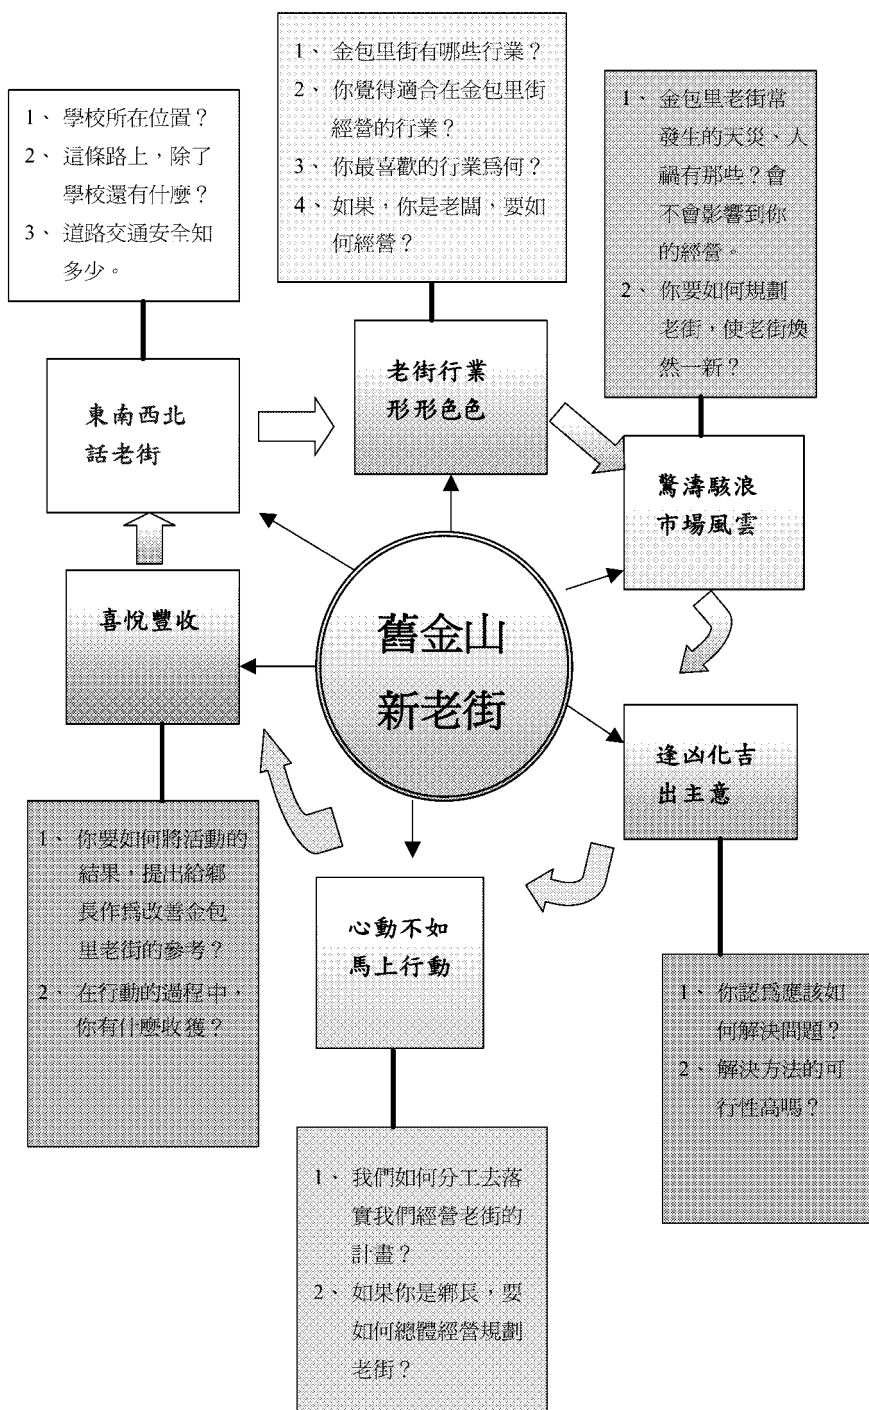 1、 金包里街有哪些行業？
2、 你覺得適合在金包里街
經營的行業？
3、 你最喜歡的行業為何？
4、 如果，你是老闆，要如
何經營？
1、 學校所在位置？
2、 這條路上，除了
學校還有什麼？
3、 道路交通安全知
多少。
1、 金包里老街常
發生的天災、人
禍有那些？會
不會影響到你
的經營。
2、 你要如何規劃
老街，使老街煥
然一新？
東南西北
話老街
老街行業
形形色色
驚濤駭浪
市場風雲
喜悅豐收
舊金山
新老街
逢凶化吉
出主意
心動不如
馬上行動
1、 你要如何將活動的
結果，提出給鄉
長作為改善金包
里老街的參考？
2、 在行動的過程中，
你有什麼收獲？
1、 你認為應該如
何解決問題？
2、 解決方法的可
行性高嗎？
1、 我們如何分工去落
實我們經營老街的
計畫？
2、 如果你是鄉長，要
如何總體經營規劃
老街？